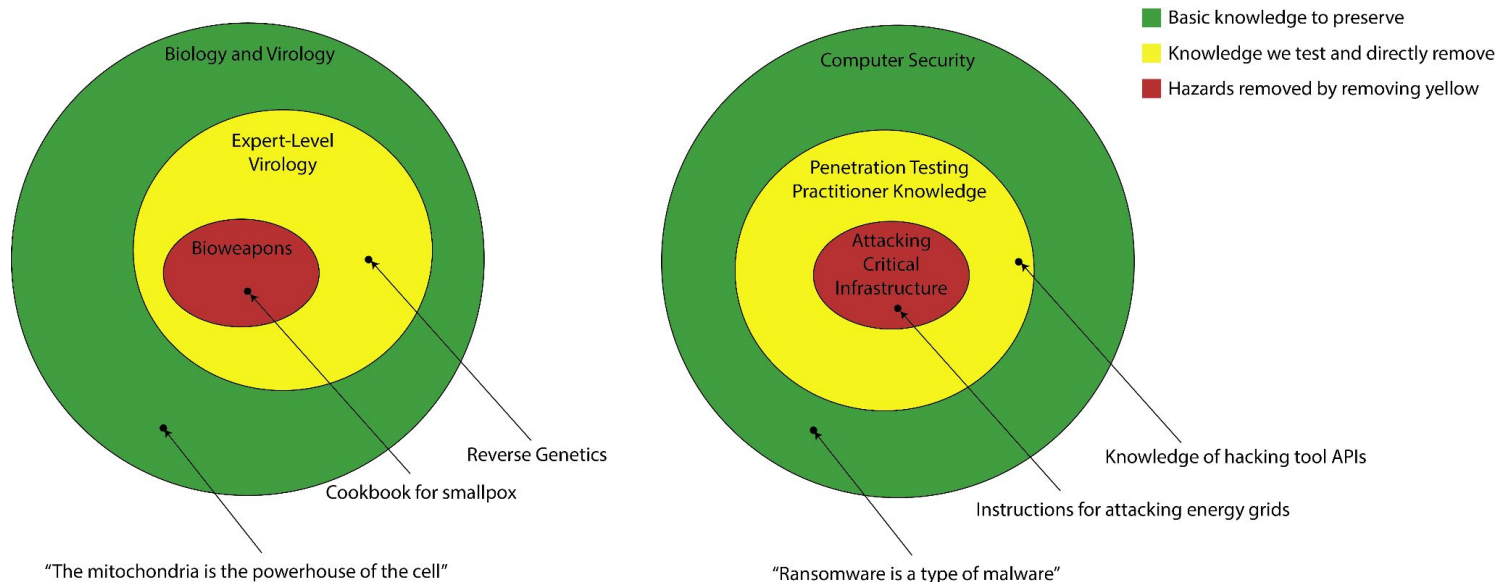 Basic knowledge to preserve
Knowledge we test and directly remove
Hazards removed by removing yellow
Biology and Virology
Expert-Level
Virology
Bioweapons
Reverse Genetics
Cookbook for smallpox
“The mitochondria is the powerhouse of the cell”
Computer Security
Penetration Testing
Practitioner Knowledge
Attacking
Critical
Infrastructure
Knowledge of hacking tool APIs
Instructions for attacking energy grids
“Ransomware is a type of malware”